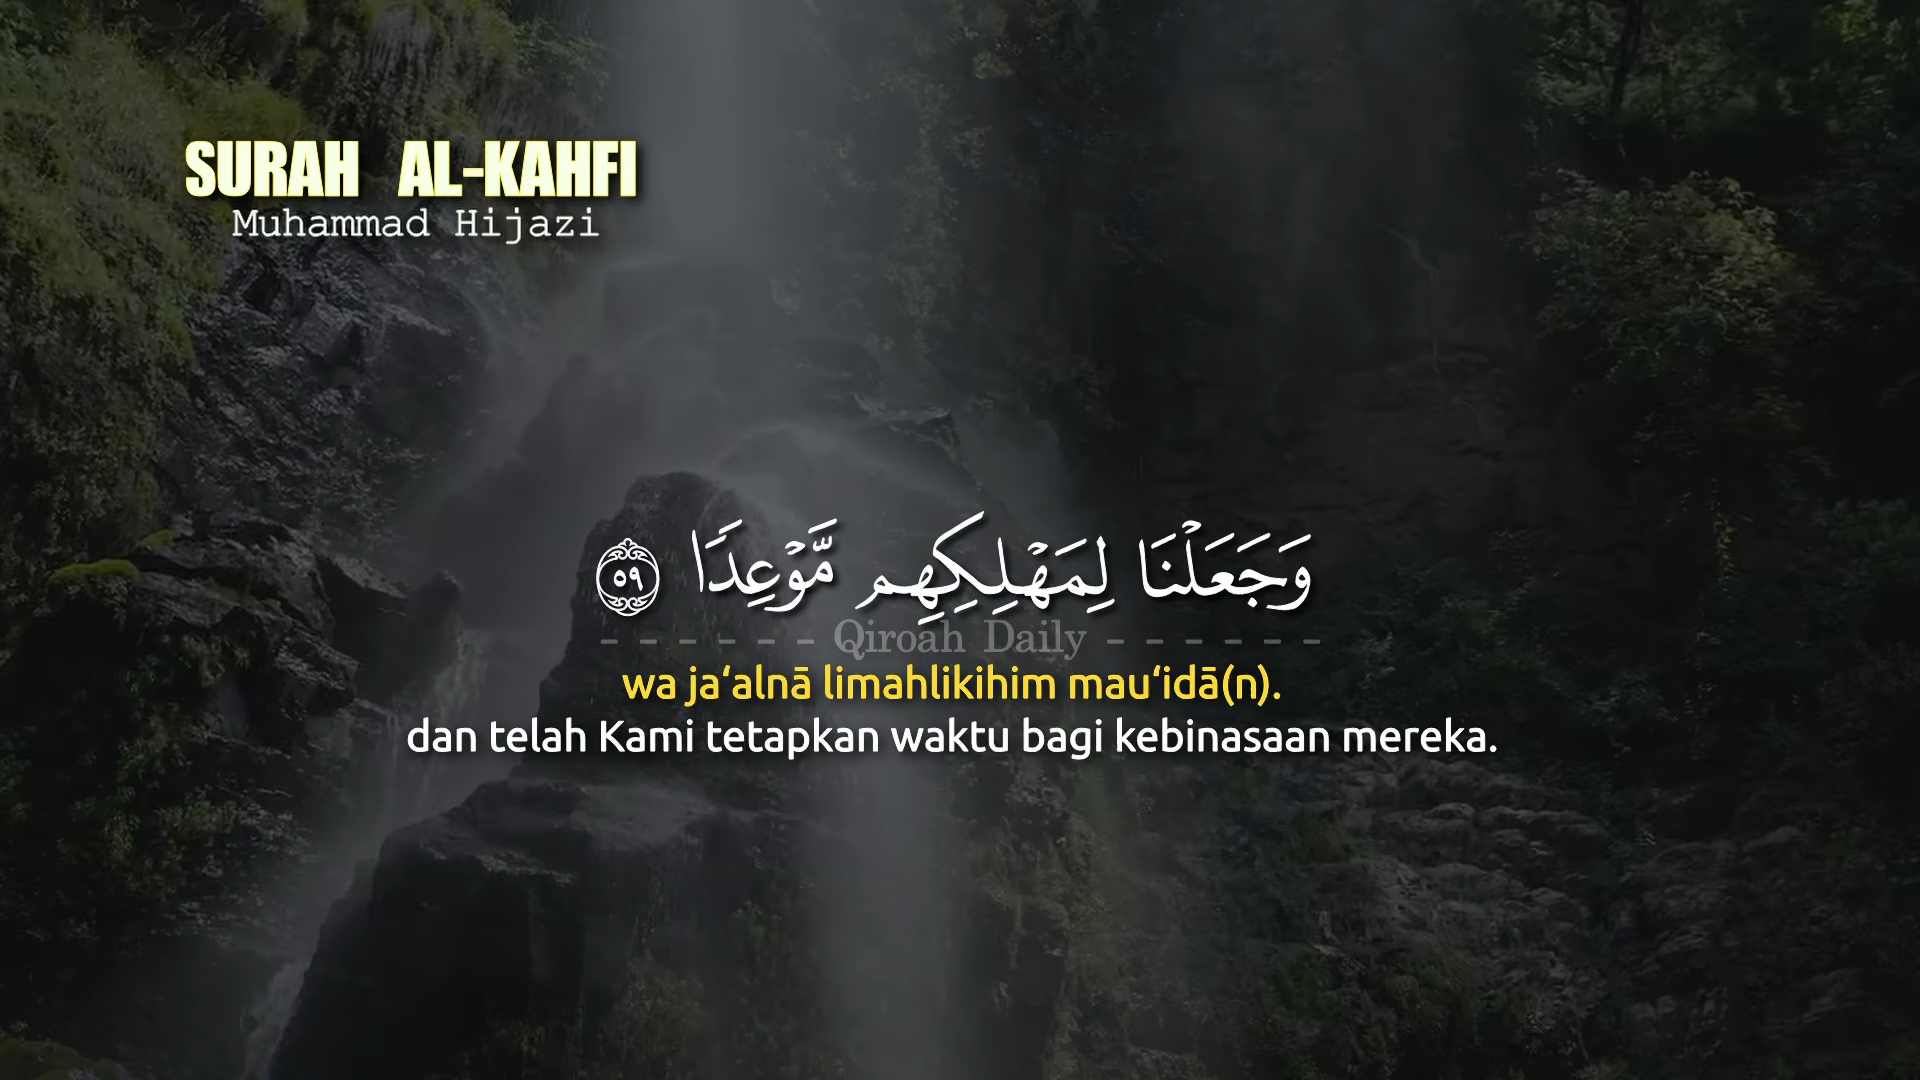 SURAH AL-KAHFI
Muhammad Hijazi
وَجَعَلْنَا لِمَهْلِكِهِم مَّوْعِدًا ٥٩
- - - - - - Qiroah Daily - - - - - -
wa ja‘alnā limahlikihim mau‘idā(n).
dan telah Kami tetapkan waktu bagi kebinasaan mereka.